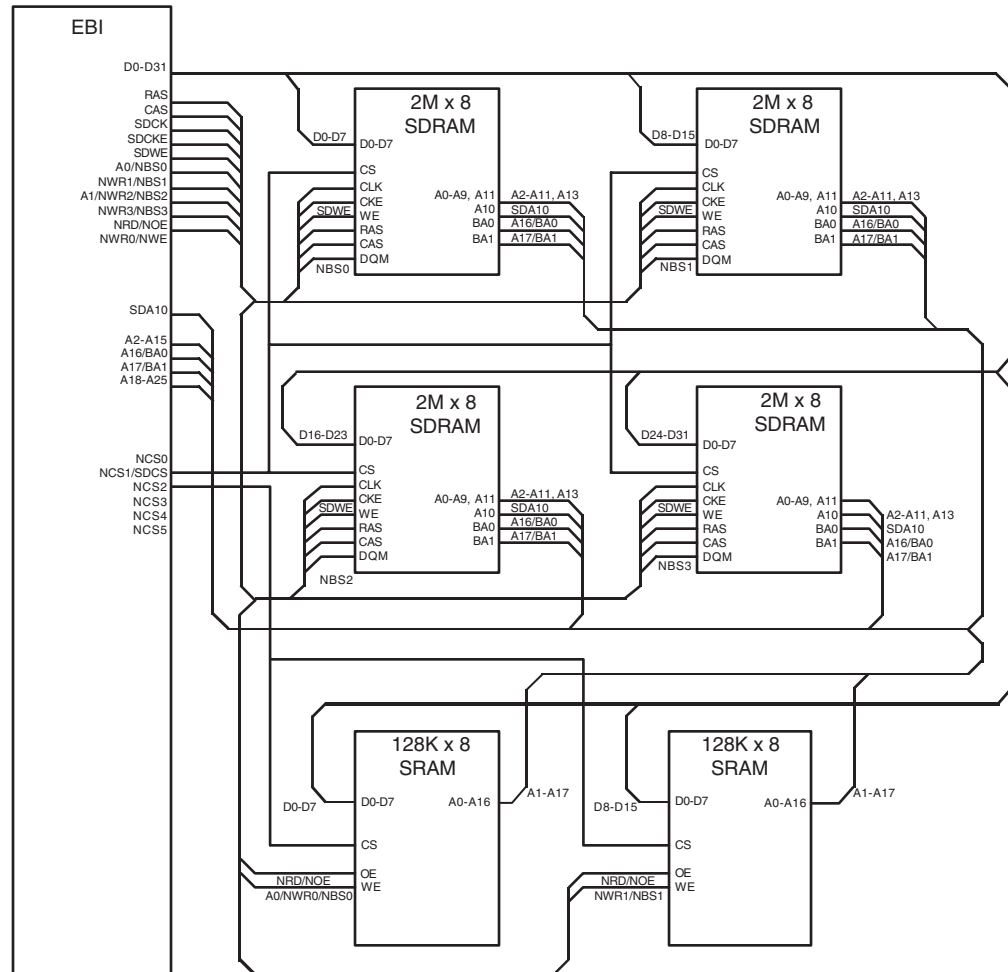 EBI
D0-D31
RAS
CAS
SDCK
SDCKE
SDWE
A0/NBS0
NWR1/NBS1
A1/NWR2/NBS2
NWR3/NBS3
NRD/NOE
NWR0/NWE
SDA10
A2-A15
A16/BA0
A17/BA1
A18-A25
NCS0
NCS1/SDCS
NCS2
NCS3
NCS4
NCS5
2M x 8
SDRAM
D0-D7
D0-D7
CS
CLK
CKE
SDWE
WE
RAS
CAS
DQM
NBS0
A0-A9, A11
A10
BA0
BA1
A2-A11, A13
SDA10
A16/BA0
A17/BA1
2M x 8
SDRAM
D8-D15
D0-D7
CS
CLK
CKE
SDWE
WE
RAS
CAS
DQM
NBS1
A0-A9, A11
A10
BA0
BA1
A2-A11, A13
SDA10
A16/BA0
A17/BA1
2M x 8
SDRAM
D16-D23
D0-D7
CS
CLK
CKE
SDWE
WE
RAS
CAS
DQM
NBS2
A0-A9, A11
A10
BA0
BA1
A2-A11, A13
SDA10
A16/BA0
A17/BA1
2M x 8
SDRAM
D24-D31
D0-D7
CS
CLK
CKE
SDWE
WE
RAS
CAS
DQM
NBS3
A0-A9, A11
A10
BA0
BA1
A2-A11, A13
SDA10
A16/BA0
A17/BA1
128K x 8
SRAM
D0-D7
D0-D7
A0-A16
A1-A17
CS
OE
NRD/NOE
WE
A0/NWR0/NBS0
128K x 8
SRAM
D8-D15
D0-D7
A0-A16
A1-A17
CS
OE
NRD/NOE
WE
NWR1/NBS1